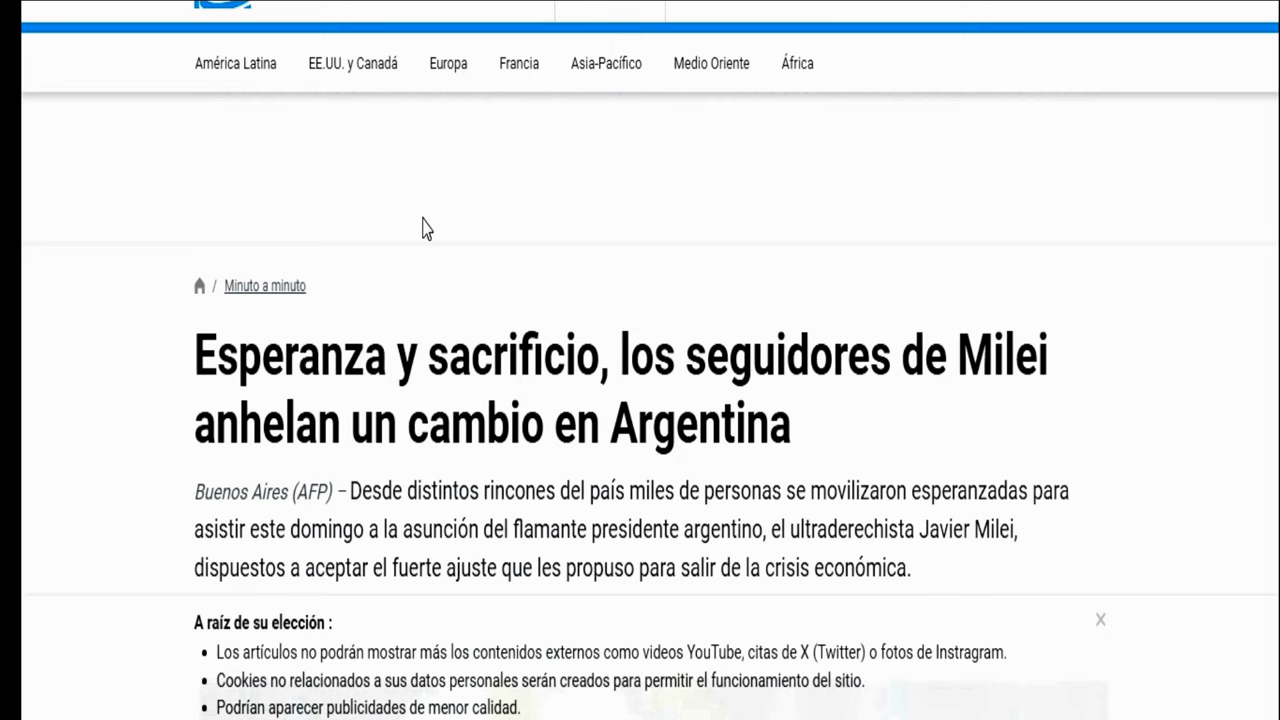 América Latina EE.UU. y Canadá Europa Francia Asia-Pacífico Medio Oriente África
/ Minuto a minuto
Esperanza y sacrificio, los seguidores de Milei
anhelan un cambio en Argentina
Buenos Aires (AFP) – Desde distintos rincones del país miles de personas se movilizaron esperanzadas para
asistir este domingo a la asunción del flamante presidente argentino, el ultraderechista Javier Milei,
dispuestos a aceptar el fuerte ajuste que les propuso para salir de la crisis económica.
A raíz de su elección :
X
• Los artículos no podrán mostrar más los contenidos externos como videos YouTube, citas de X (Twitter) o fotos de Instragram.
• Cookies no relacionados a sus datos personales serán creados para permitir el funcionamiento del sitio.
• Podrían aparecer publicidades de menor calidad.